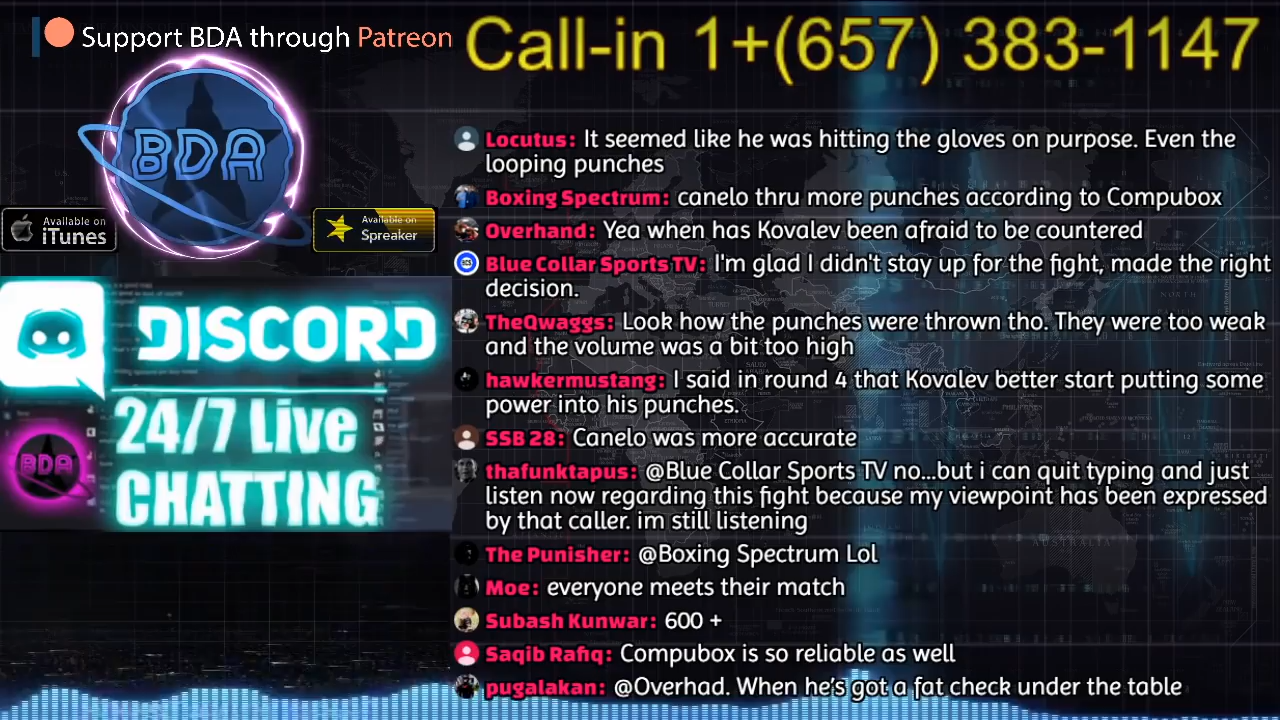 Support BDA through Patreon
Call-in 1+(657) 383-1147
BDA
Available on
iTunes
Available on
Spreaker
DISCORD
24/7 Live
CHATTING
BDA
Locutus: It seemed like he was hitting the gloves on purpose. Even the
looping punches
Boxing Spectrum: canelo thru more punches according to Compubox
Overhand: Yea when has Kovalev been afraid to be countered
Blue Collar Sports TV: I'm glad I didn't stay up for the fight, made the right
decision.
TheQwaggs: Look how the punches were thrown tho. They were too weak
and the volume was a bit too high
hawkermustang: I said in round 4 that Kovalev better start putting some
power into his punches.
SSB 28: Canelo was more accurate
thafunktapus: @Blue Collar Sports TV no...but i can quit typing and just
listen now regarding this fight because my viewpoint has been expressed
by that caller. im still listening
The Punisher: @Boxing Spectrum Lol
Moe: everyone meets their match
Subash Kunwar: 600 +
Saqib Rafiq: Compubox is so reliable as well
pugalakan: @Overhad. When he's got a fat check under the table